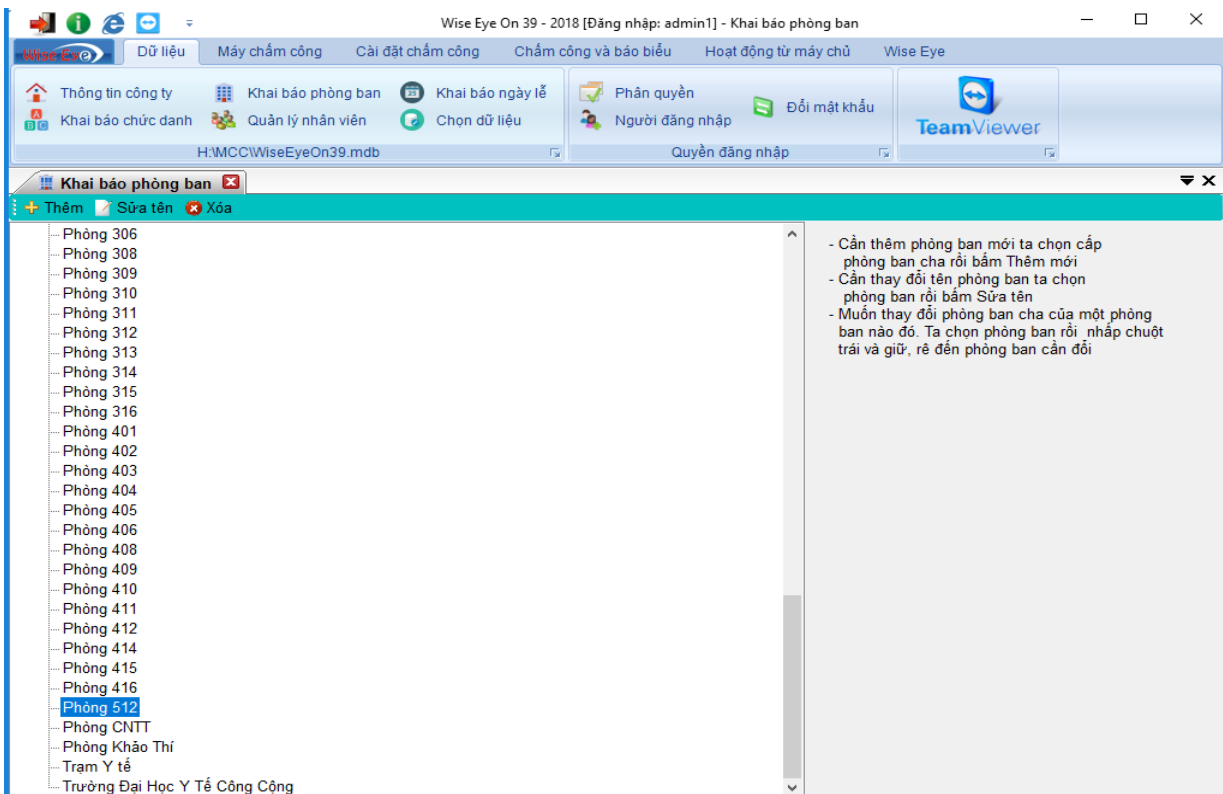 Wise Eye On 39 - 2018 [Đăng nhập: admin1] - Khai báo phòng ban
Wise Eye Dữ liệu Máy chấm công Cài đặt chấm công Chấm công và báo biểu Hoạt động từ máy chủ Wise Eye
Thông tin công ty Khai báo phòng ban Khai báo ngày lễ Phân quyền Đổi mật khẩu
Khai báo chức danh Quản lý nhân viên Chọn dữ liệu Người đăng nhập TeamViewer
H:\MCC\WiseEyeOn39.mdb Quyền đăng nhập
Khai báo phòng ban
Thêm Sửa tên Xóa
Phòng 306
Phòng 308
Phòng 309
Phòng 310
Phòng 311
Phòng 312
Phòng 313
Phòng 314
Phòng 315
Phòng 316
Phòng 401
Phòng 402
Phòng 403
Phòng 404
Phòng 405
Phòng 406
Phòng 408
Phòng 409
Phòng 410
Phòng 411
Phòng 412
Phòng 414
Phòng 415
Phòng 416
Phòng 512
Phòng CNTT
Phòng Khảo Thí
Trạm Y tế
Trường Đại Học Y Tế Công Cộng
- Cần thêm phòng ban mới ta chọn cấp
phòng ban cha rồi bấm Thêm mới
- Cần thay đổi tên phòng ban ta chọn
phòng ban rồi bấm Sửa tên
- Muốn thay đổi phòng ban cha của một phòng
ban nào đó. Ta chọn phòng ban rồi nhấp chuột
trái và giữ, rê đến phòng ban cần đổi